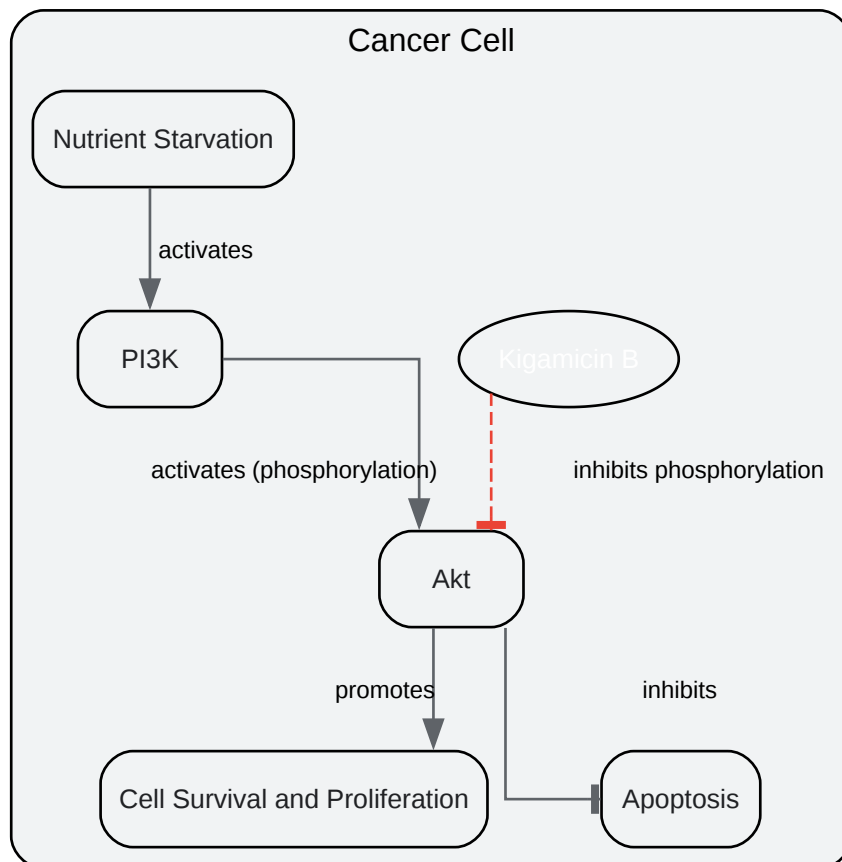 Cancer Cell
Nutrient Starvation
activates
PI3K
Kigamicin B
activates (phosphorylation)
inhibits phosphorylation
Akt
promotes
inhibits
Cell Survival and Proliferation
Apoptosis